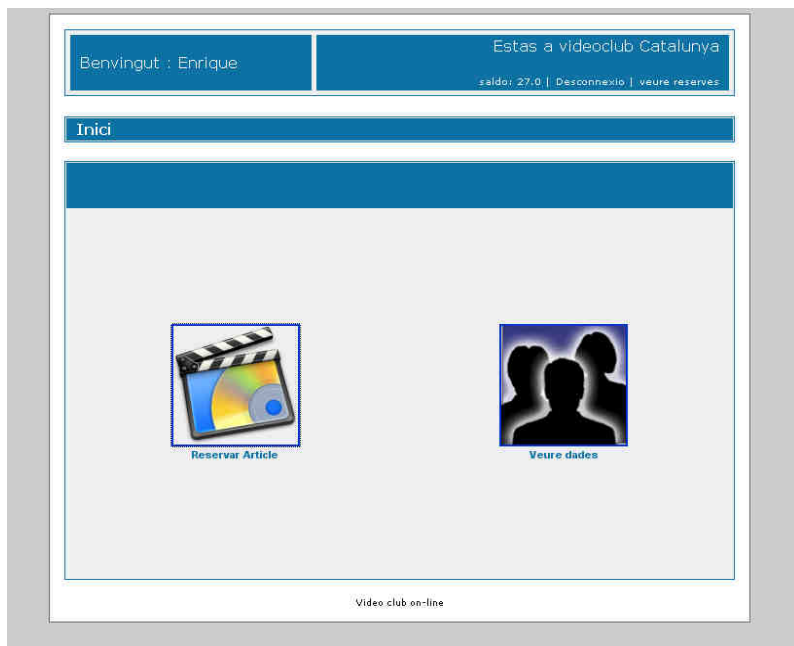 Benvingut : Enrique
Estas a videoclub Catalunya
saldo: 27.0 | Desconnexio | veure reserves
Inici
Reservar Article
Veure dades
Video club on-line